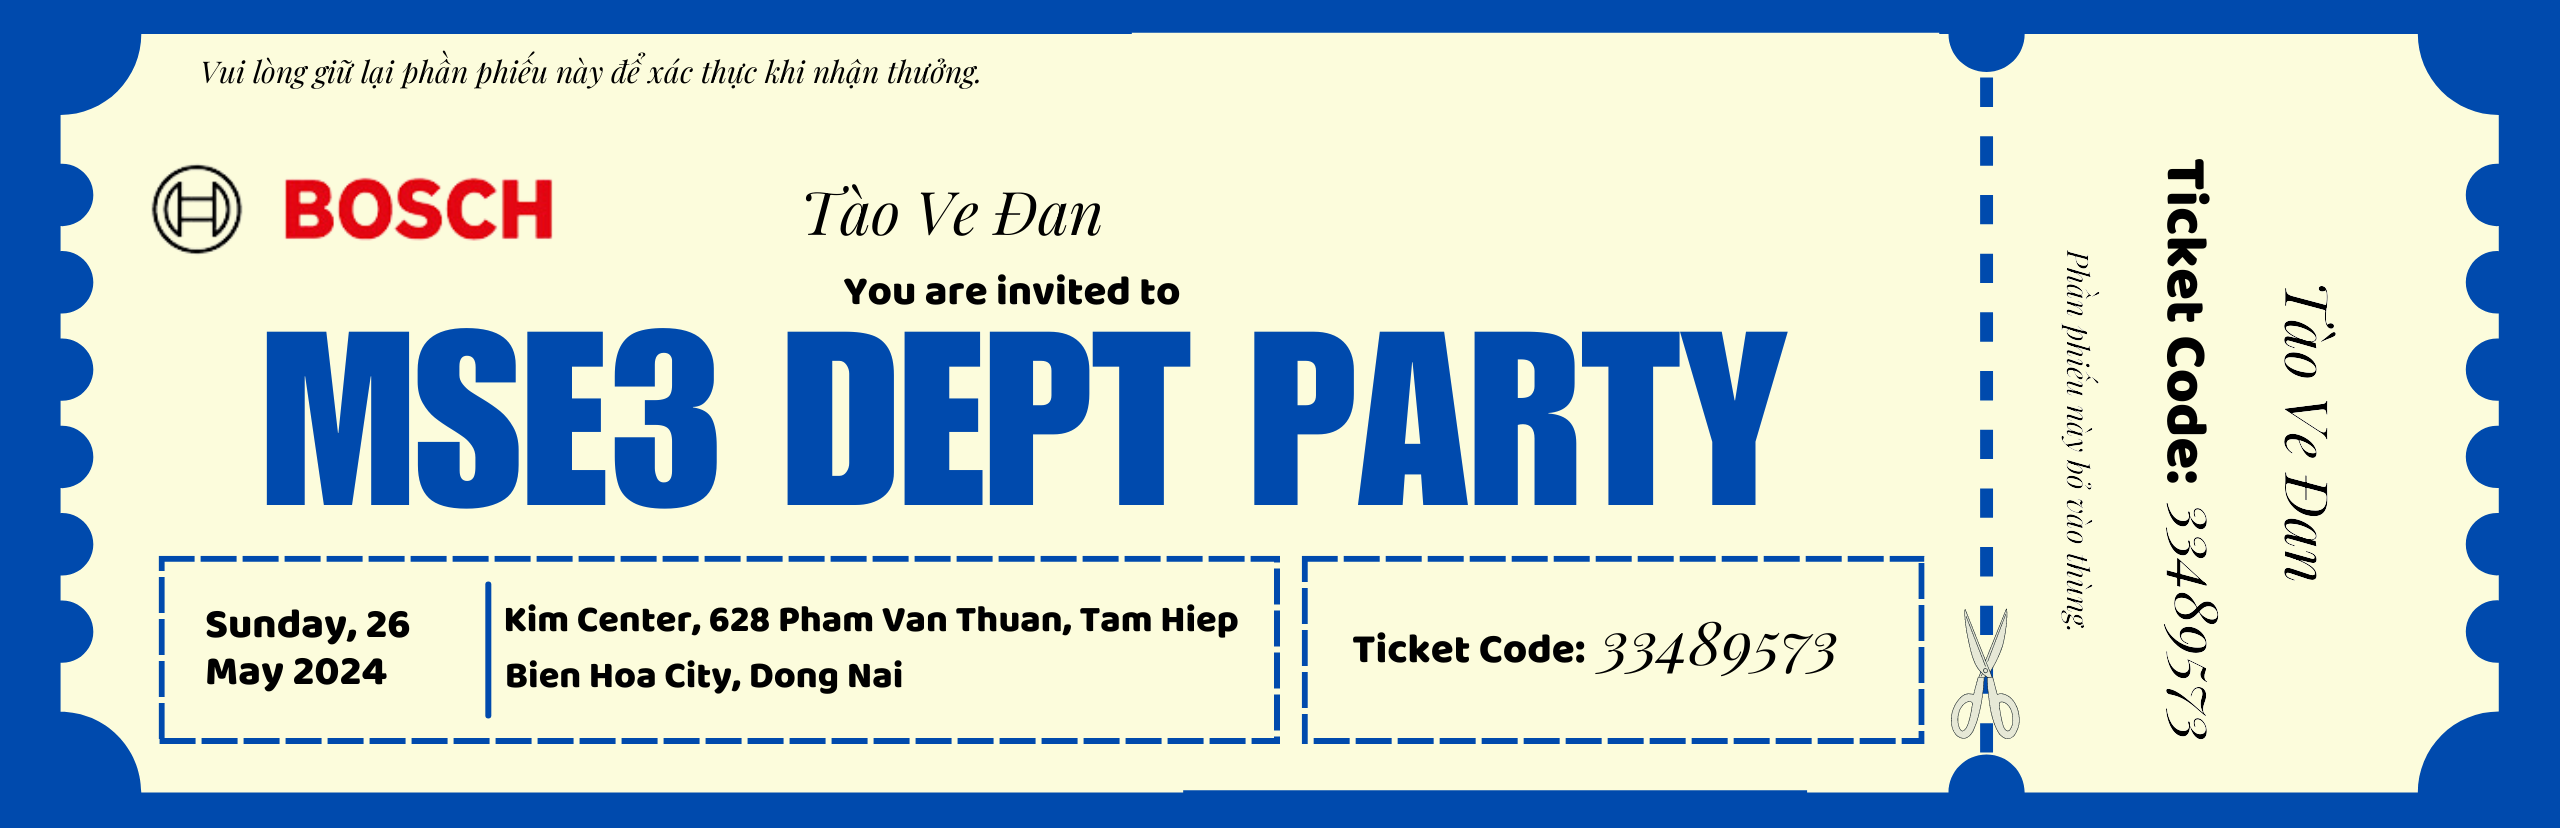 Vui lòng giữ lại phần phiếu này để xác thực khi nhận thưởng.
BOSCH
Tào Ve Đan
You are invited to
MSE3 DEPT PARTY
Sunday, 26
May 2024
Kim Center, 628 Pham Van Thuan, Tam Hiep
Bien Hoa City, Dong Nai
Ticket Code: 33489573
Tào Ve Đan
Ticket Code: 33489573
Phần phiếu này bỏ vào thùng.